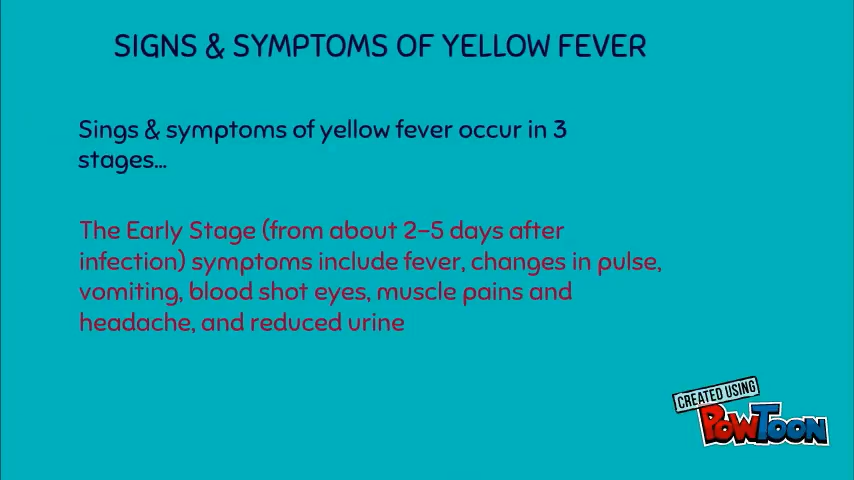 SIGNS & SYMPTOMS OF YELLOW FEVER
Sings & symptoms of yellow fever occur in 3
stages...
The Early Stage (from about 2-5 days after
infection) symptoms include fever, changes in pulse,
vomiting, blood shot eyes, muscle pains and
headache, and reduced urine
CREATED USING
POWTOON